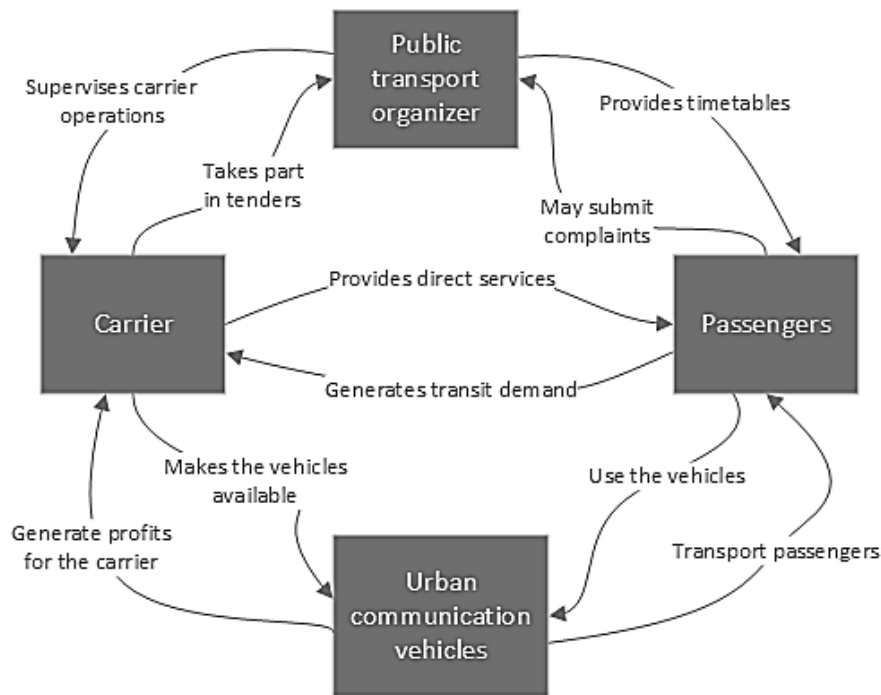 Public
transport
organizer
Supervises carrier
operations
Provides timetables
Takes part
in tenders
May submit
complaints
Carrier
Provides direct services
Passengers
Generates transit demand
Makes the vehicles
available
Use the vehicles
Generate profits
for the carrier
Transport passengers
Urban
communication
vehicles